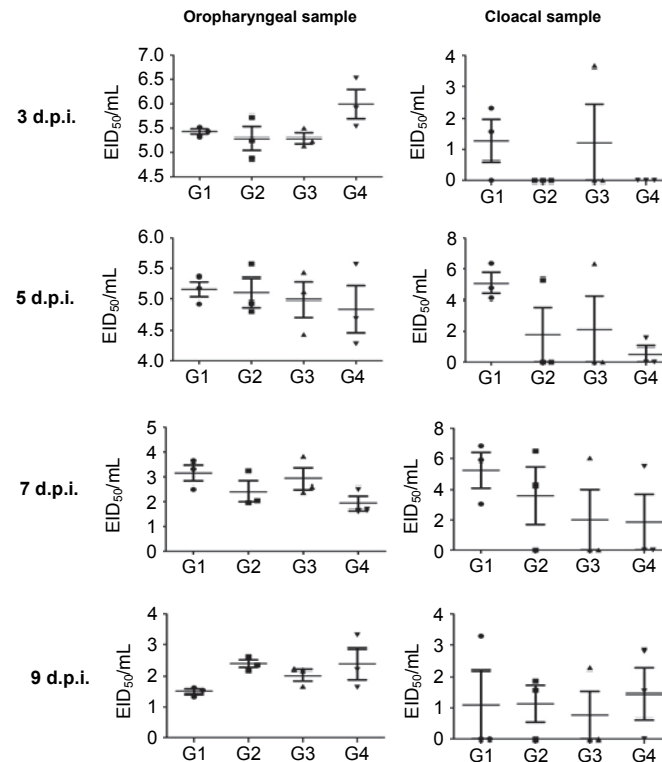 Oropharyngeal sample
Cloacal sample
3 d.p.i.
EID50/mL
6.5
7.0
6.0
5.5
5.0
4.5
G1 G2 G3 G4
EID50/mL
4
3
2
1
0
G1 G2 G3 G4
5 d.p.i.
EID50/mL
6.0
5.5
5.0
4.5
4.0
G1 G2 G3 G4
EID50/mL
8
6
4
2
0
G1 G2 G3 G4
7 d.p.i.
EID50/mL
5
4
3
2
1
0
G1 G2 G3 G4
EID50/mL
8
6
4
2
0
G1 G2 G3 G4
9 d.p.i.
EID50/mL
4
3
2
1
0
G1 G2 G3 G4
EID50/mL
4
3
2
1
0
G1 G2 G3 G4